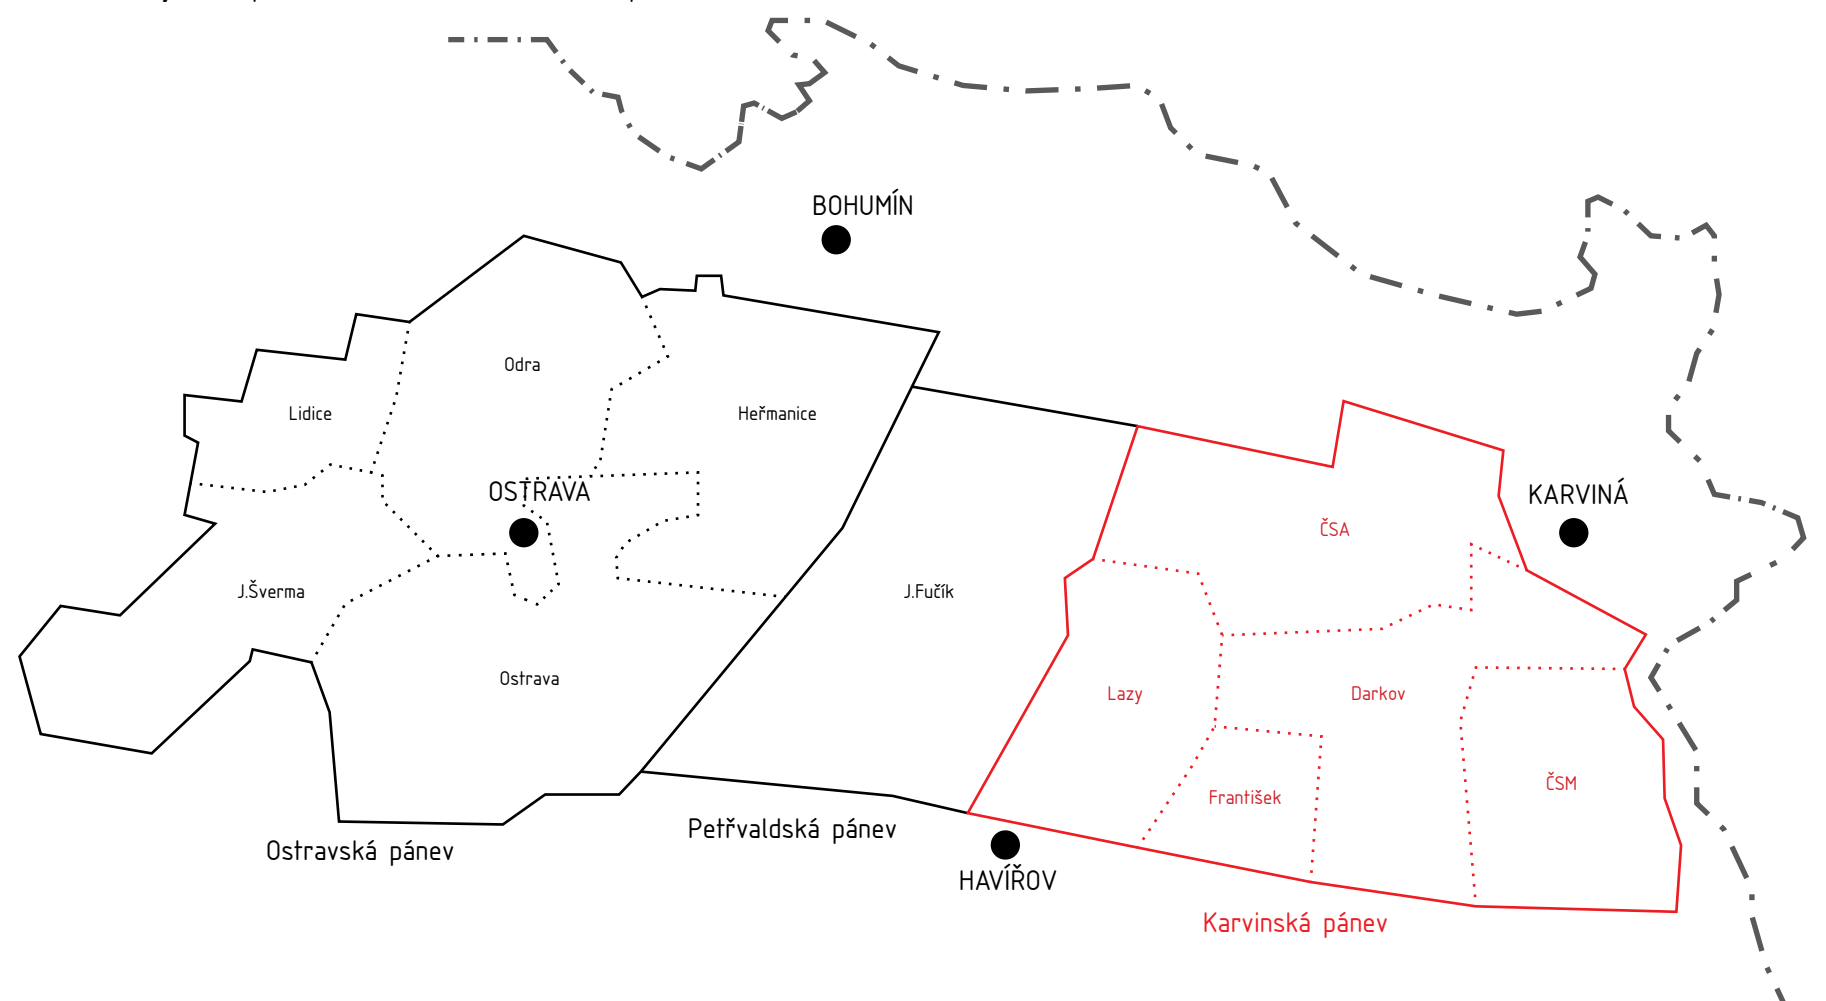 BOHUMÍN
Odra
Lidice
Heřmanice
OSTRAVA
KARVINÁ
ČSA
J.Šverma
J.Fučík
Ostrava
Lazy
Darkov
ČSM
František
Petřvaldská pánev
Ostravská pánev
HAVÍŘOV
Karvinská pánev